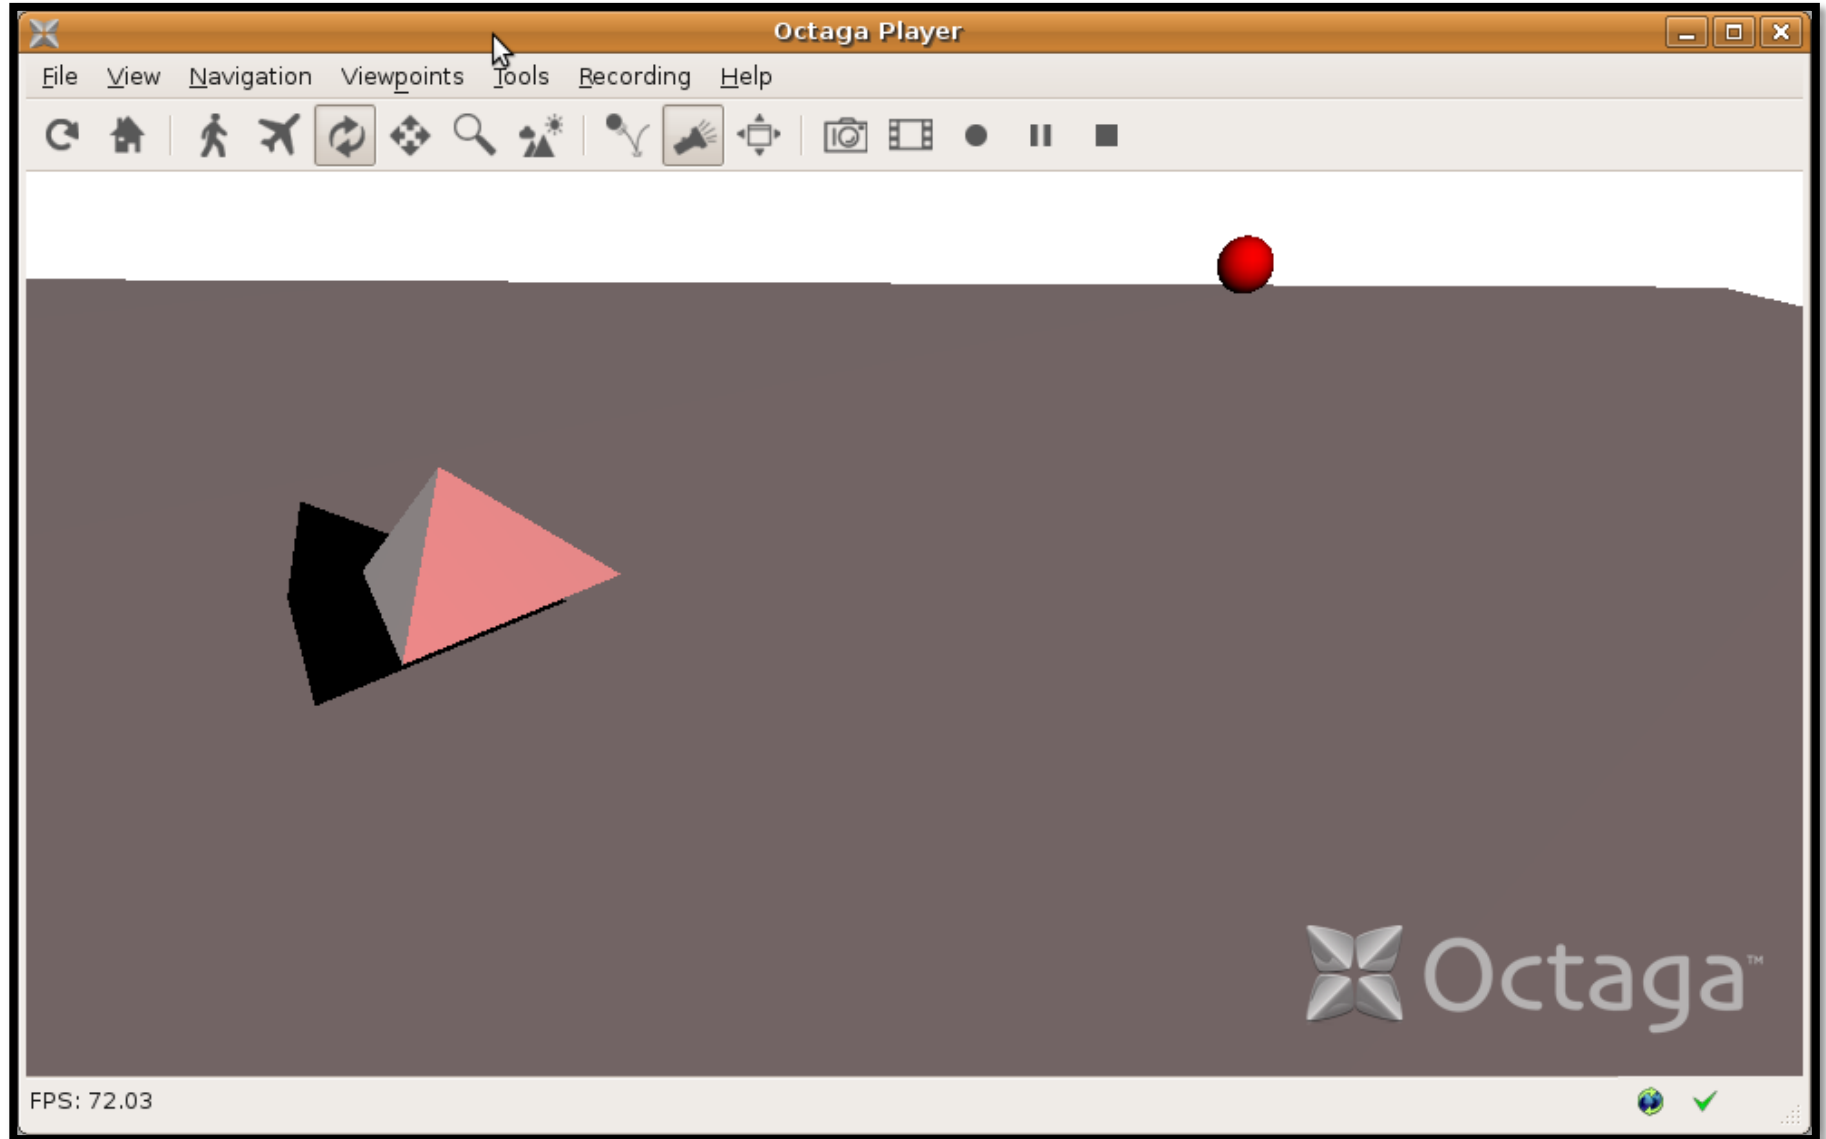 Octaga Player
File View Navigation Viewpoints Tools Recording Help
Octaga™
FPS: 72.03